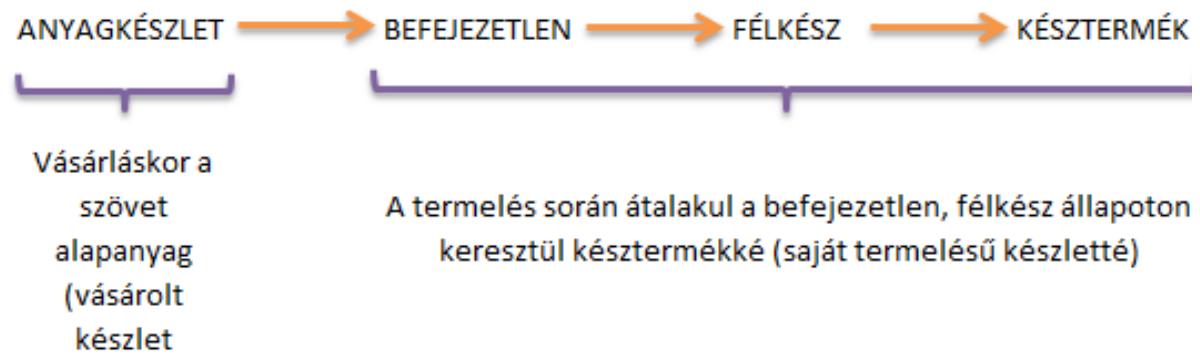 ANYAGKÉSZLET BEFEJEZETLEN FÉLKÉSZ KÉSZTERMÉK
Vásárláskor a
szövet
alapanyag
(vásárolt
készlet
A termelés során átalakul a befejezetlen, félkész állapoton
keresztül késztermékké (saját termelésű készletté)